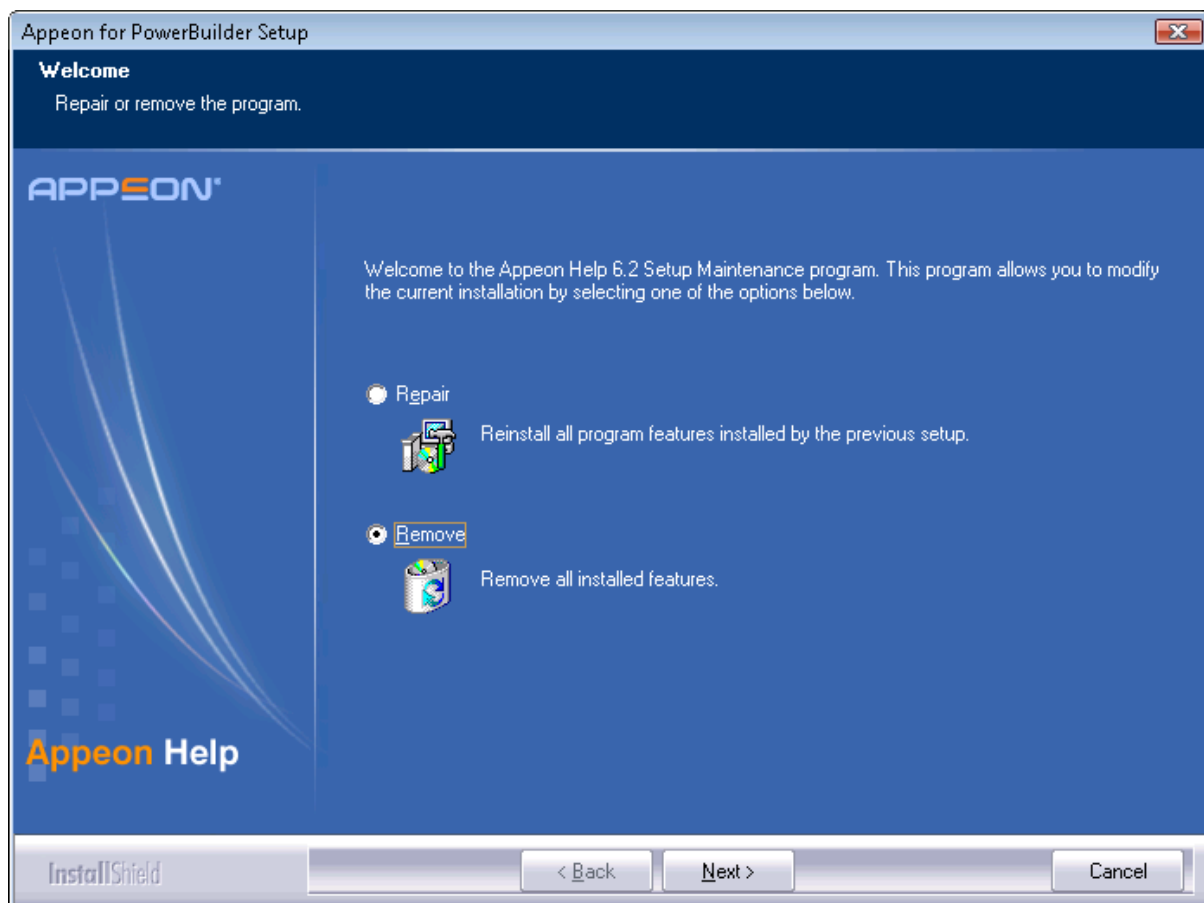 Appeon for PowerBuilder Setup
Welcome
Repair or remove the program.
APPEON
Welcome to the Appeon Help 6.2 Setup Maintenance program. This program allows you to modify
the current installation by selecting one of the options below.
Repair
Reinstall all program features installed by the previous setup.
Remove
Remove all installed features.
Appeon Help
InstallShield
< Back
Next >
Cancel